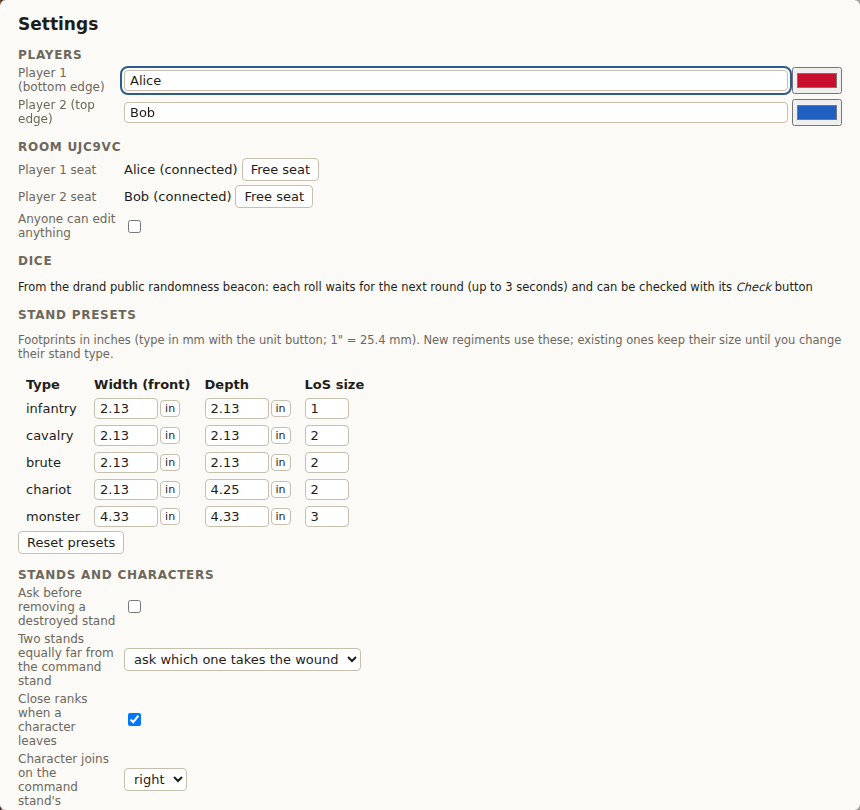 Settings
PLAYERS
Player 1
(bottom edge)
Alice
Player 2 (top
edge)
Bob
ROOM UJC9VC
Player 1 seat
Alice (connected) Free seat
Player 2 seat
Bob (connected) Free seat
Anyone can edit
anything
DICE
From the drand public randomness beacon: each roll waits for the next round (up to 3 seconds) and can be checked with its Check button
STAND PRESETS
Footprints in inches (type in mm with the unit button; 1" = 25.4 mm). New regiments use these; existing ones keep their size until you change
their stand type.
Type Width (front) Depth LoS size
infantry 2.13 in 2.13 in 1
cavalry 2.13 in 2.13 in 2
brute 2.13 in 2.13 in 2
chariot 2.13 in 4.25 in 2
monster 4.33 in 4.33 in 3
Reset presets
STANDS AND CHARACTERS
Ask before
removing a
destroyed stand
Two stands
equally far from
the command
stand
ask which one takes the wound
Close ranks
when a
character
leaves
Character joins
on the
command
stand's
right